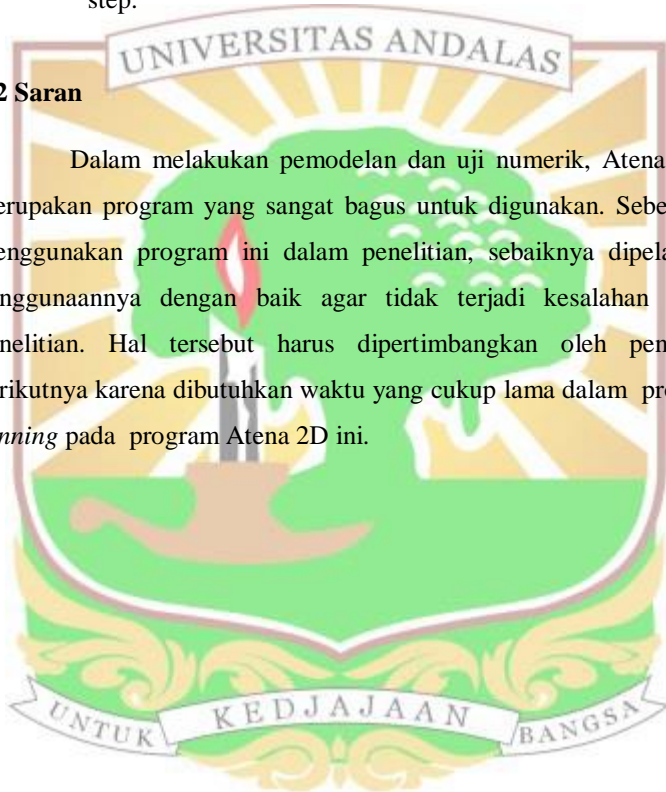 step.
UNIVERSITAS ANDALAS
2 Saran
Dalam melakukan pemodelan dan uji numerik, Atena
erupakan program yang sangat bagus untuk digunakan. Sebe
enggunakan program ini dalam penelitian, sebaiknya dipela
nggunaannya dengan baik agar tidak terjadi kesalahan
nelitian. Hal tersebut harus dipertimbangkan oleh pen
rikutnya karena dibutuhkan waktu yang cukup lama dalam pro
nning pada program Atena 2D ini.
UNTUK KEDJAJAAN BANGSA